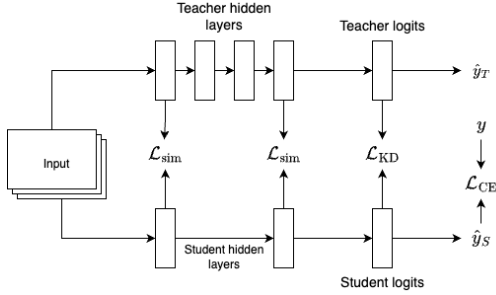 Teacher hidden
layers
Teacher logits
ŷ_T
y
Input
ℒ_sim
ℒ_sim
ℒ_KD
ℒ_CE
Student hidden
layers
ŷ_S
Student logits